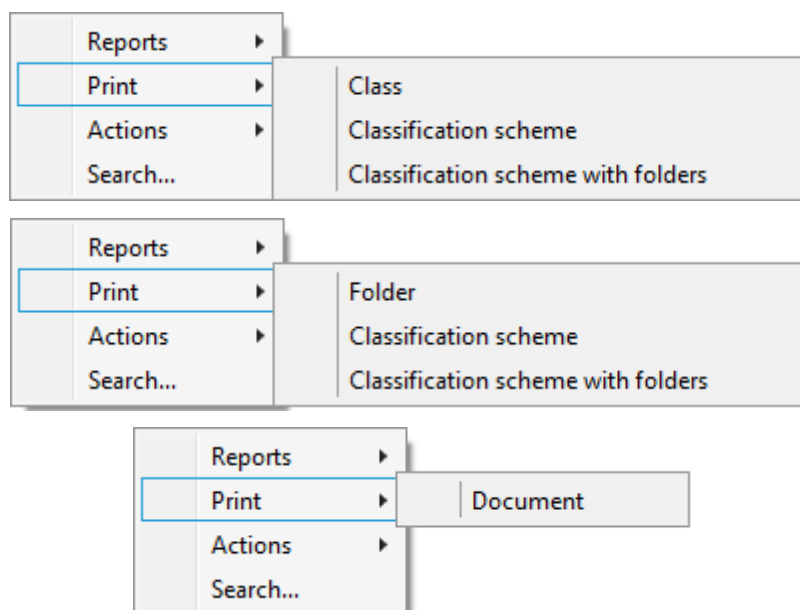 Reports
Print
Class
Actions
Classification scheme
Search...
Classification scheme with folders
Reports
Print
Folder
Actions
Classification scheme
Search...
Classification scheme with folders
Reports
Print
Document
Actions
Search...